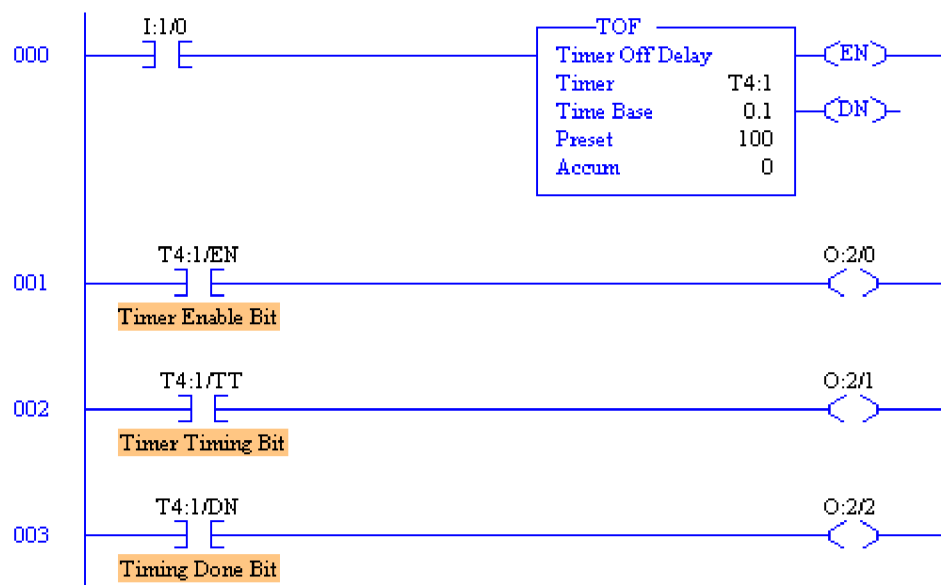 I:1/0
TOF
000
Timer Off Delay
EN
Timer T4:1
Time Base 0.1
DN
Preset 100
Accum 0
T4:1/EN
O:2/0
001
Timer Enable Bit
T4:1/TT
O:2/1
002
Timer Timing Bit
T4:1/DN
O:2/2
003
Timing Done Bit